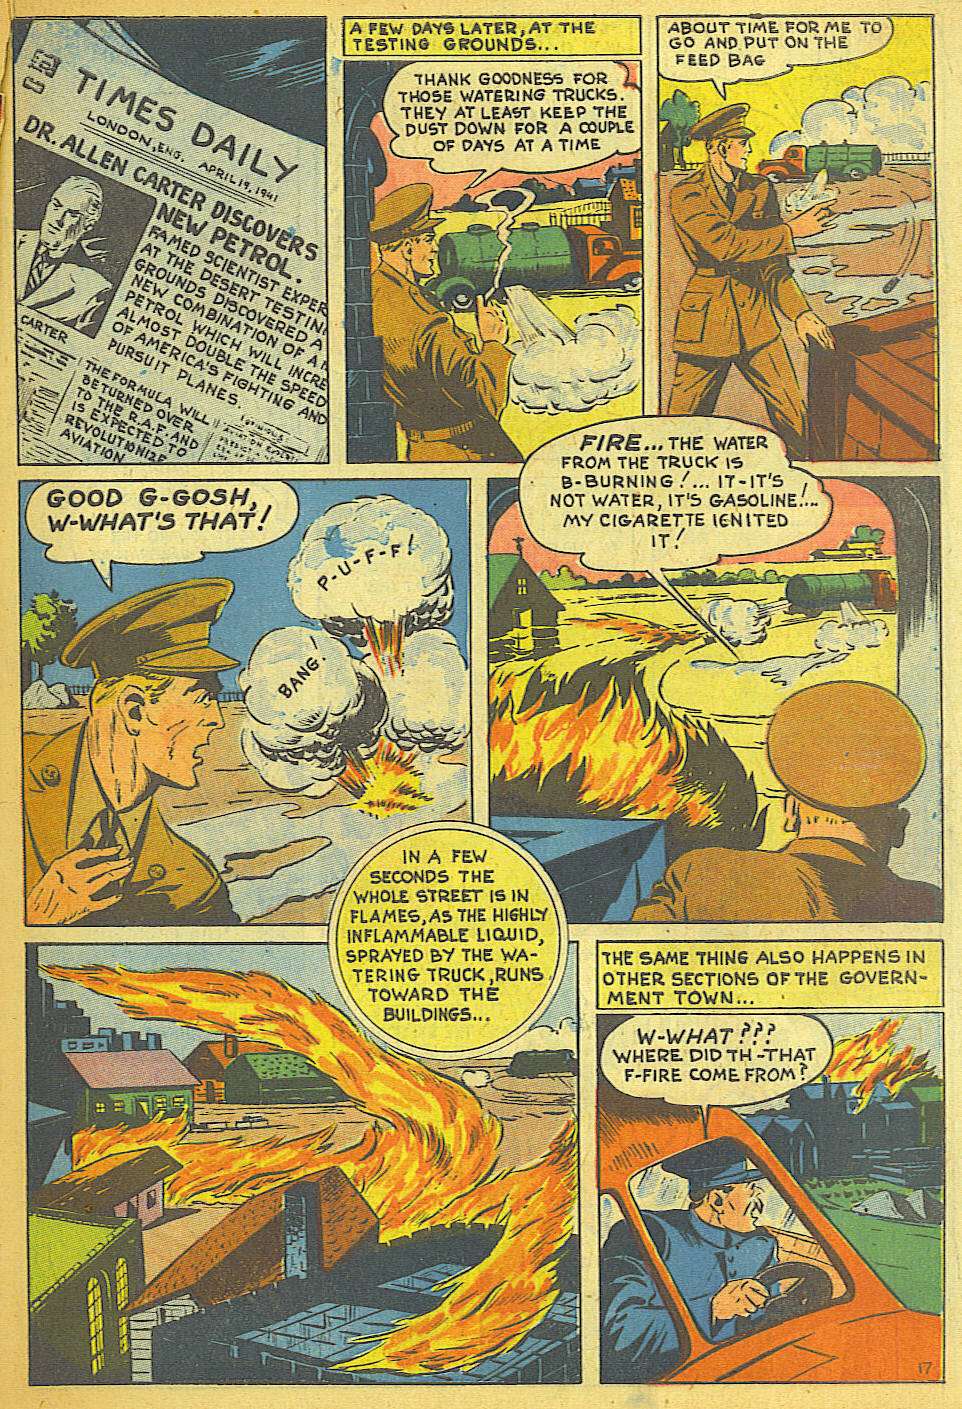 TIMES DAILY
LONDON, ENG. APRIL 19, 1941
DR. ALLEN CARTER DISCOVERS
NEW PETROL.
FAMED SCIENTIST EXPER
AT THE DESERT TESTIN
GROUNDS DISCOVERED A
NEW COMBINATION OF A
PETROL WHICH WILL INCRE
ALMOST DOUBLE THE SPEED
OF AMERICA'S FIGHTING AND
PURSUIT PLANES.
CARTER
THE FORMULA WILL
BE TURNED OVER
TO THE R.A.F. AND
IS EXPECTED TO
REVOLUTIONIZE
AVIATION
A FEW DAYS LATER, AT THE
TESTING GROUNDS...
THANK GOODNESS FOR
THOSE WATERING TRUCKS.
THEY AT LEAST KEEP THE
DUST DOWN FOR A COUPLE
OF DAYS AT A TIME
ABOUT TIME FOR ME TO
GO AND PUT ON THE
FEED BAG
GOOD G-GOSH,
W-WHAT'S THAT!
P-U-F-F!
BANG!
FIRE... THE WATER
FROM THE TRUCK IS
B-BURNING!... IT-IT'S
NOT WATER, IT'S GASOLINE!...
MY CIGARETTE IGNITED
IT!
IN A FEW
SECONDS THE
WHOLE STREET IS IN
FLAMES, AS THE HIGHLY
INFLAMMABLE LIQUID,
SPRAYED BY THE WA-
TERING TRUCK, RUNS
TOWARD THE
BUILDINGS...
THE SAME THING ALSO HAPPENS IN
OTHER SECTIONS OF THE GOVERN-
MENT TOWN...
W-WHAT???
WHERE DID TH-THAT
F-FIRE COME FROM?
17